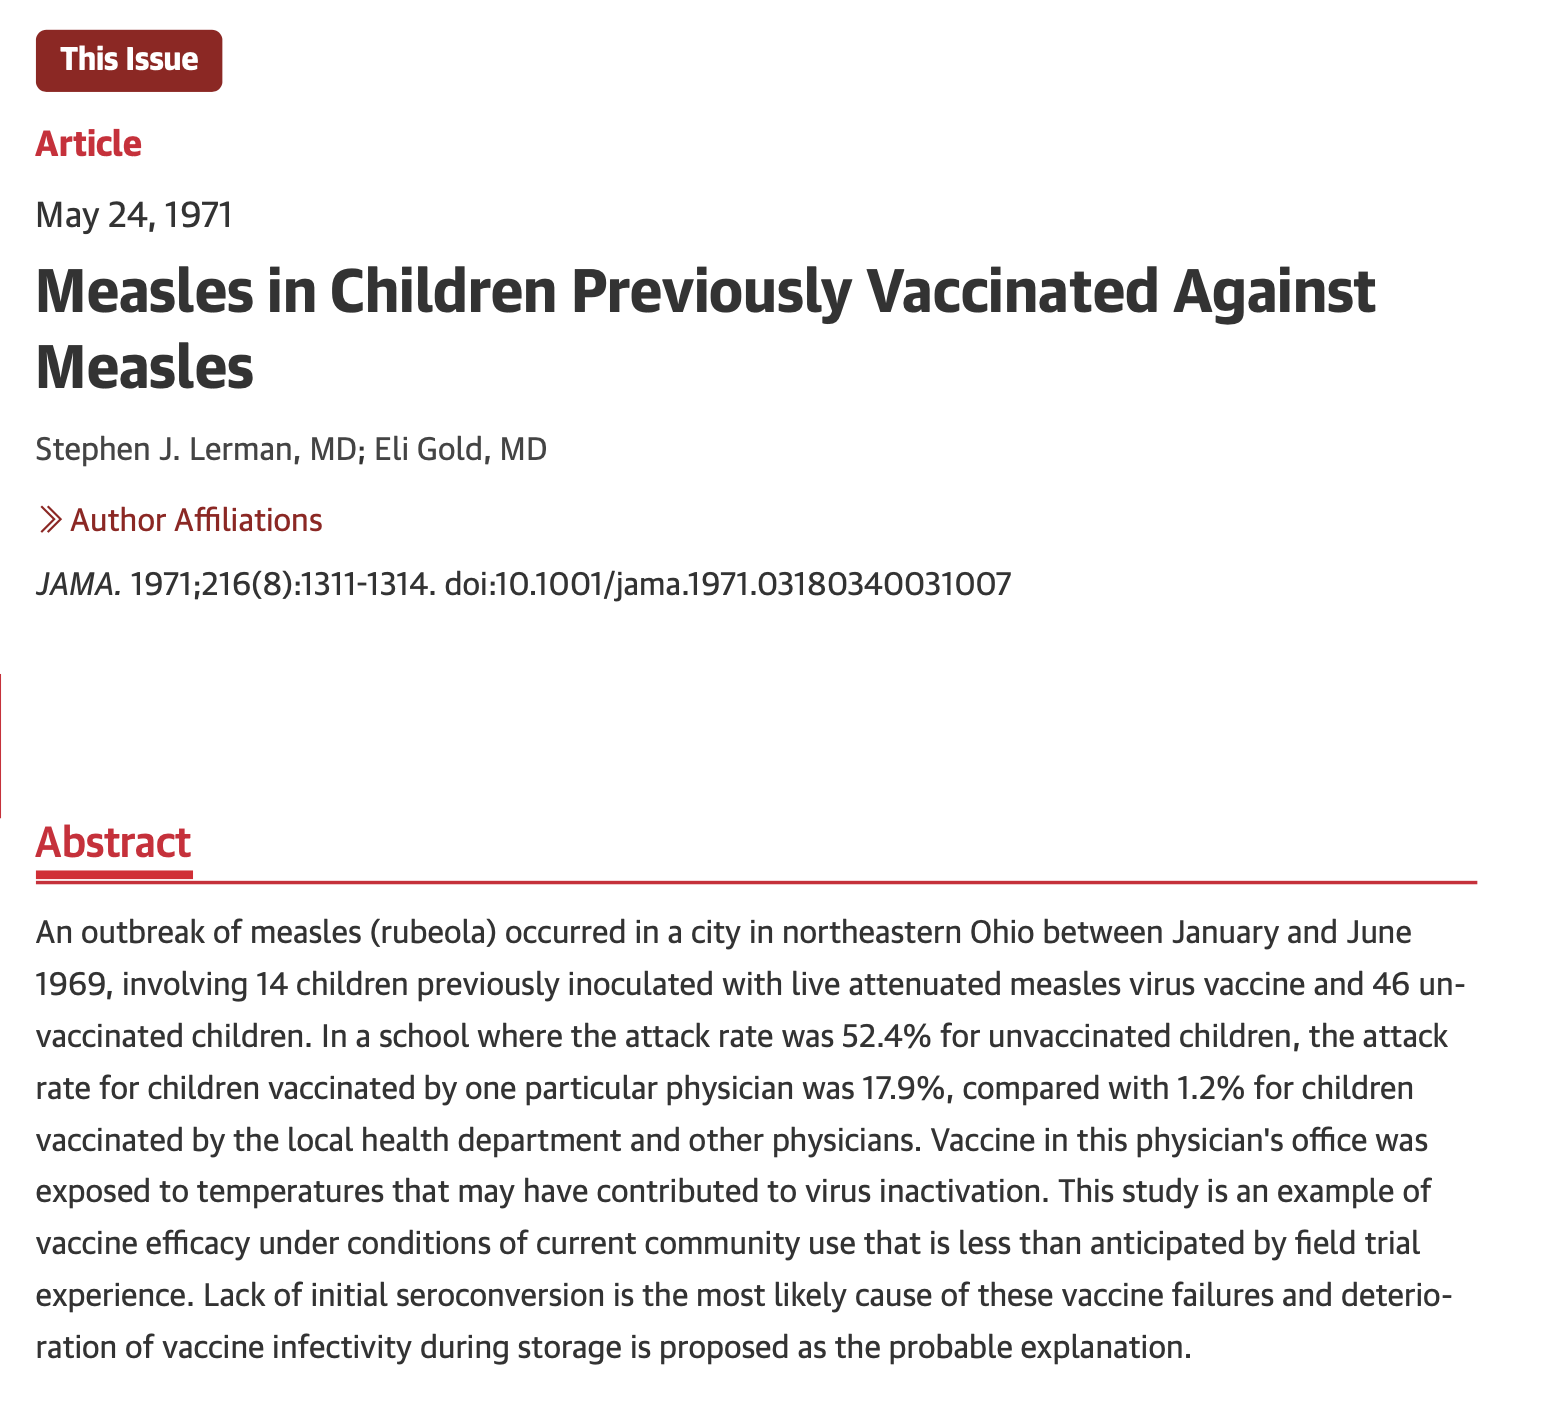 This Issue
Article
May 24, 1971
Measles in Children Previously Vaccinated Against
Measles
Stephen J. Lerman, MD; Eli Gold, MD
Author Affiliations
JAMA. 1971;216(8):1311-1314. doi:10.1001/jama.1971.03180340031007
Abstract
An outbreak of measles (rubeola) occurred in a city in northeastern Ohio between January and June
1969, involving 14 children previously inoculated with live attenuated measles virus vaccine and 46 un-
vaccinated children. In a school where the attack rate was 52.4% for unvaccinated children, the attack
rate for children vaccinated by one particular physician was 17.9%, compared with 1.2% for children
vaccinated by the local health department and other physicians. Vaccine in this physician's office was
exposed to temperatures that may have contributed to virus inactivation. This study is an example of
vaccine efficacy under conditions of current community use that is less than anticipated by field trial
experience. Lack of initial seroconversion is the most likely cause of these vaccine failures and deterio-
ration of vaccine infectivity during storage is proposed as the probable explanation.